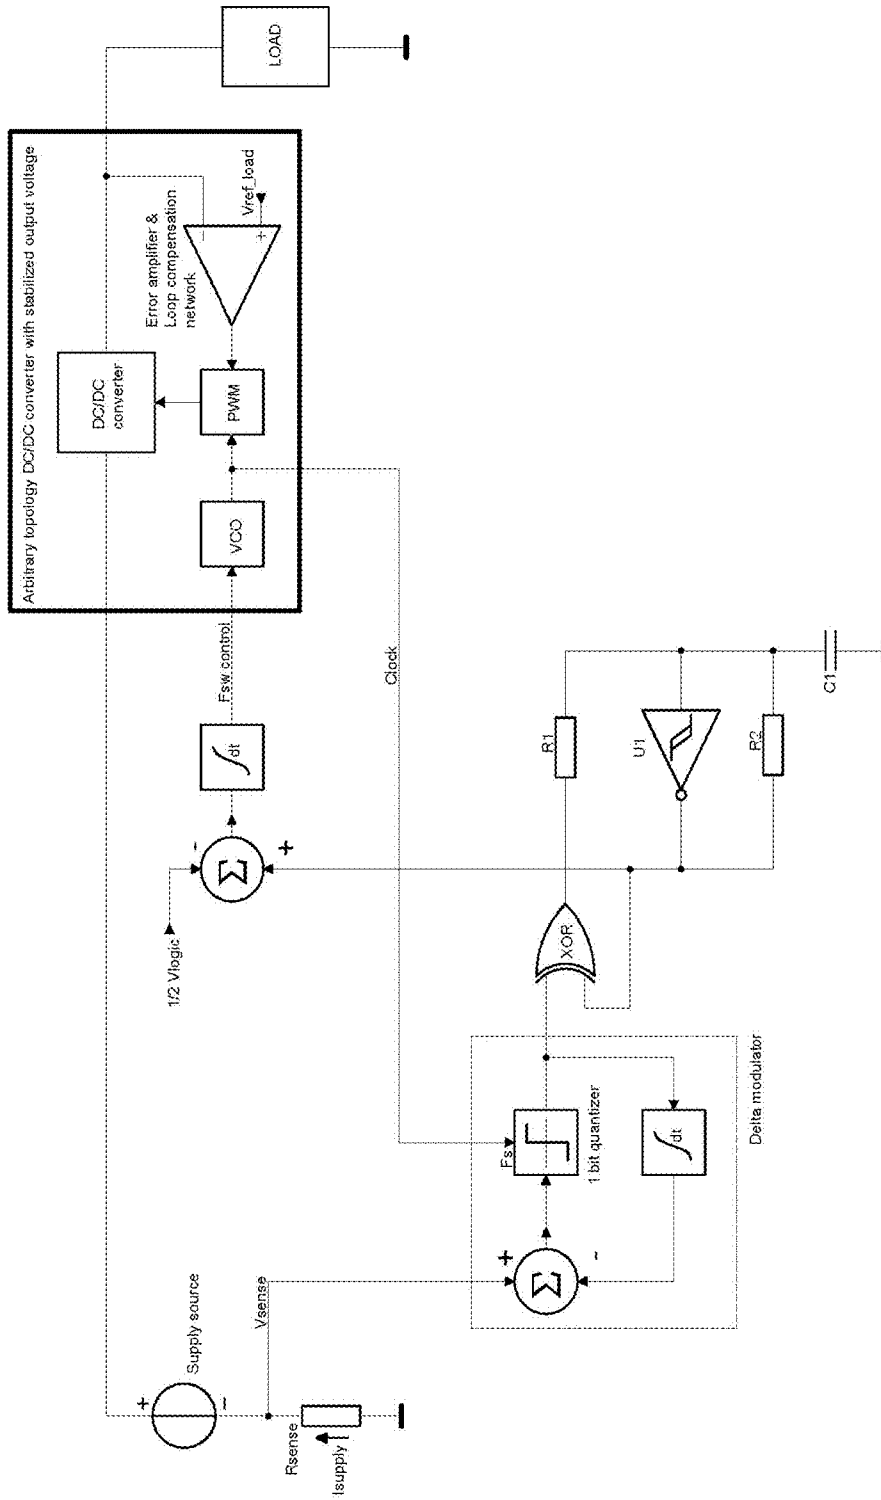 Arbitrary topology DC/DC converter with stabilized output voltage
Supply source
+
-
Rsense
Isupply
Vsense
DC/DC
converter
LOAD
Error amplifier &
Loop compensation
network
-
+
Vref_load
PWM
VCO
Fsw control
∫dt
1/2 Vlogic
-
Σ
+
Clock
+
Σ
-
Fs
1 bit quantizer
∫dt
Delta modulator
XOR
R1
U1
R2
C1